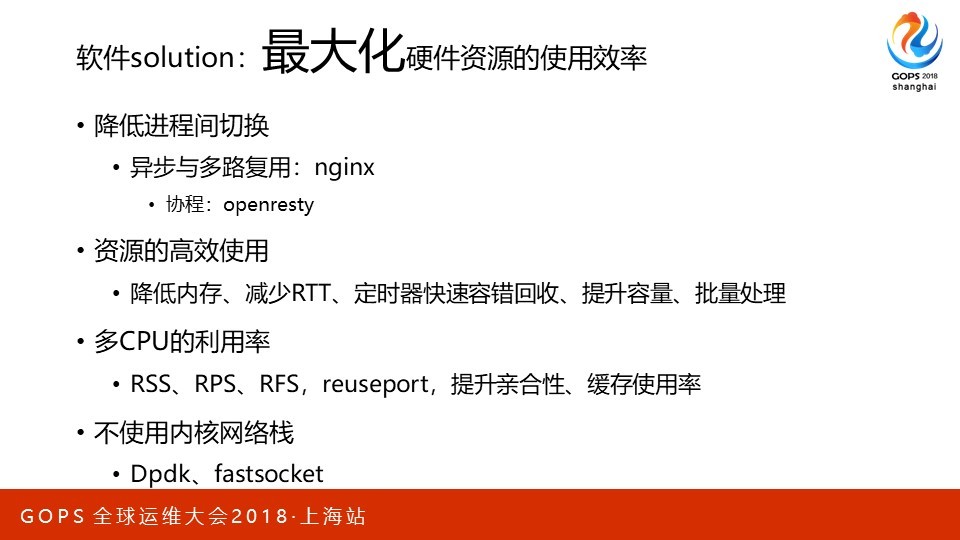 软件solution：最大化硬件资源的使用效率
GOPS 2018
shanghai
• 降低进程间切换
• 异步与多路复用：nginx
• 协程：openresty
• 资源的高效使用
• 降低内存、减少RTT、定时器快速容错回收、提升容量、批量处理
• 多CPU的利用率
• RSS、RPS、RFS，reuseport，提升亲合性、缓存使用率
• 不使用内核网络栈
• Dpdk、fastsocket
GOPS 全球运维大会2018·上海站